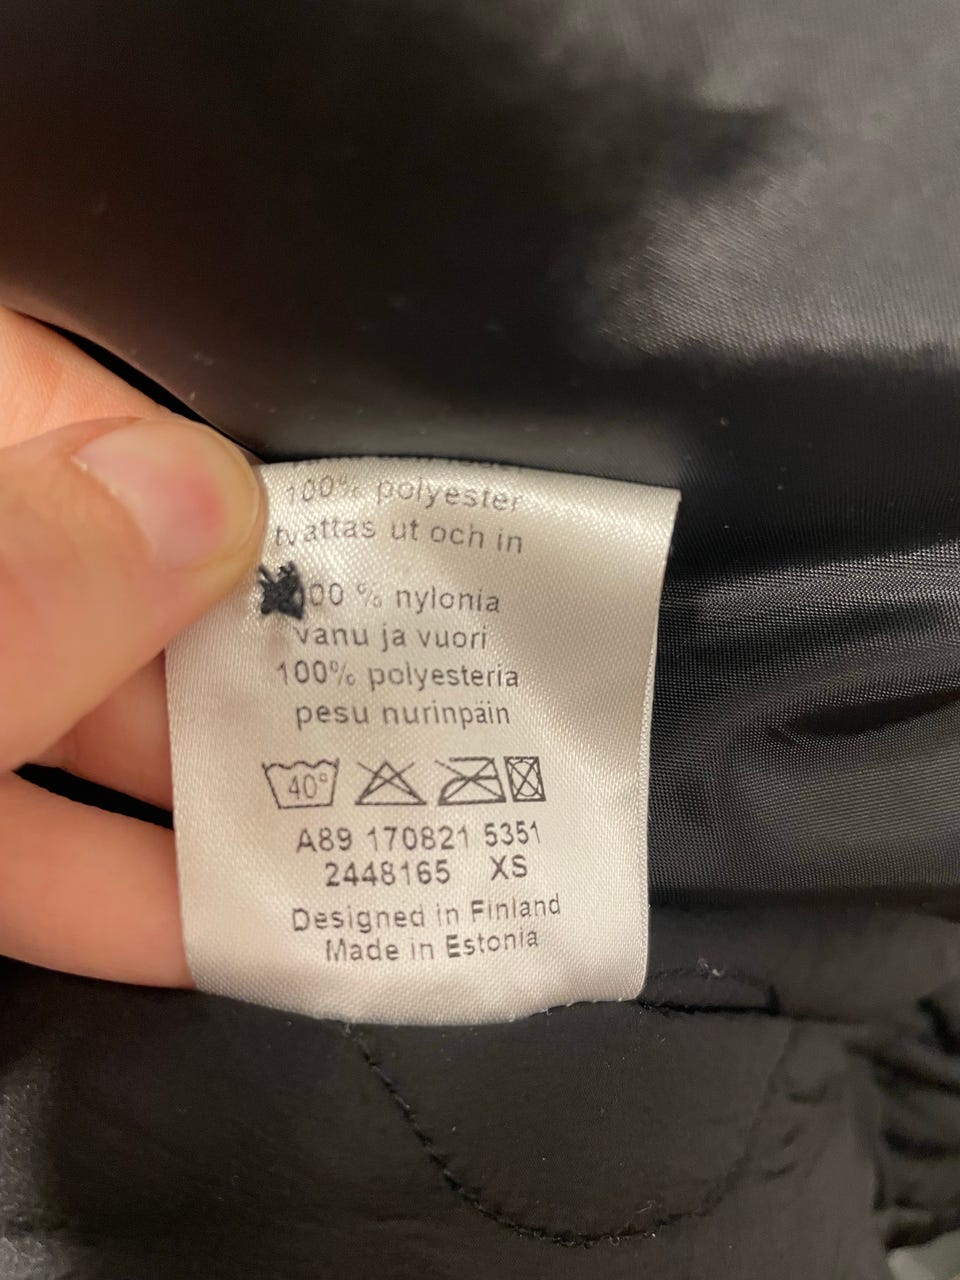 100% polyester
tvättas ut och in
00 % nylonia
vanu ja vuori
100% polyesteria
pesu nurinpäin
40°
A89 170821 5351
2448165 XS
Designed in Finland
Made in Estonia